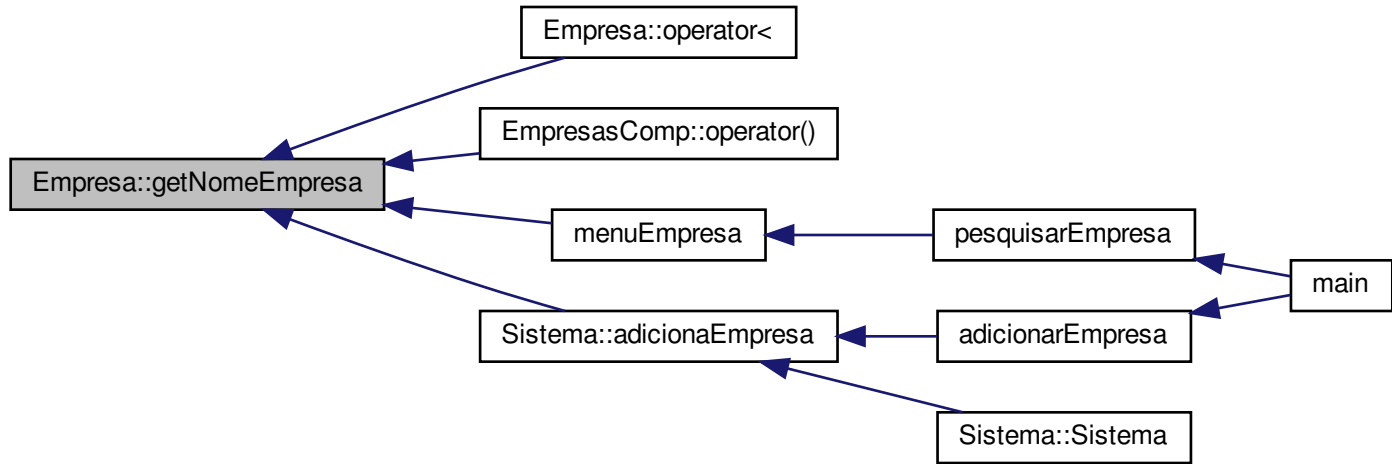 Empresa::operator<
EmpresasComp::operator()
Empresa::getNomeEmpresa
menuEmpresa
pesquisarEmpresa
main
Sistema::adicionaEmpresa
adicionarEmpresa
Sistema::Sistema